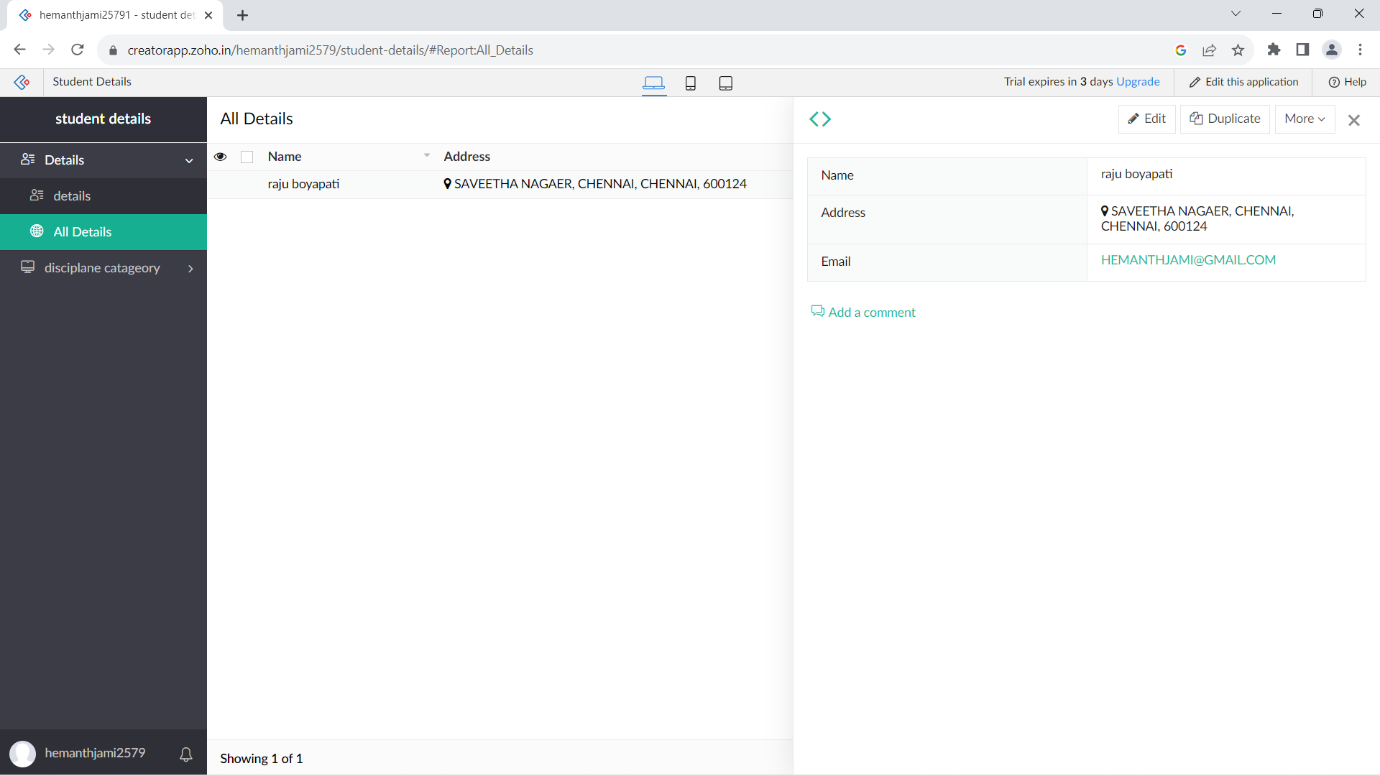 hemanthjami25791 - student det
creatorapp.zoho.in/hemanthjami2579/student-details/#Report:All_Details
Student Details
Trial expires in 3 days Upgrade
Edit this application
Help
student details
Details
details
All Details
disciplane catageory
hemanthjami2579
All Details
Name Address
raju boyapati SAVEETHA NAGAER, CHENNAI, CHENNAI, 600124
Showing 1 of 1
Edit
Duplicate
More
Name raju boyapati
Address SAVEETHA NAGAER, CHENNAI,
CHENNAI, 600124
Email HEMANTHJAMI@GMAIL.COM
Add a comment